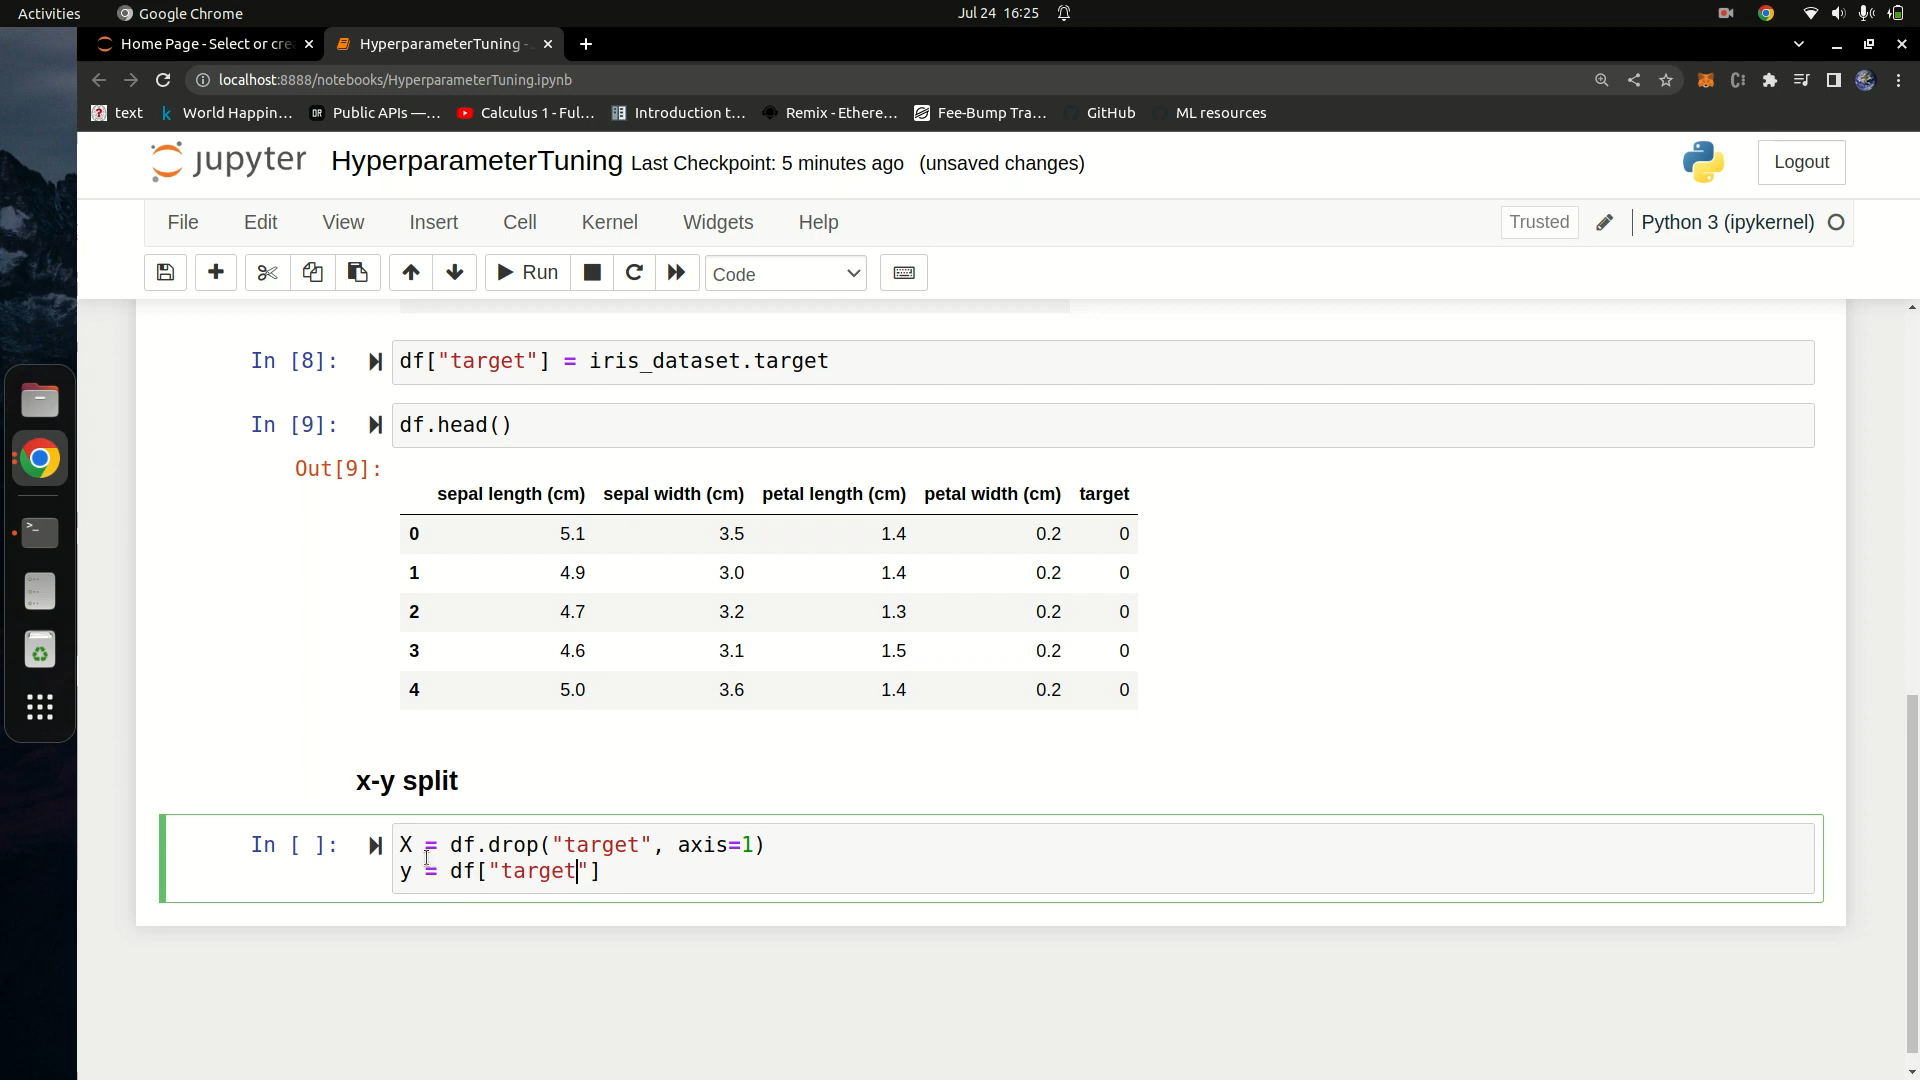 Activities Google Chrome Jul 24 16:25
Home Page - Select or cre HyperparameterTuning -
localhost:8888/notebooks/HyperparameterTuning.ipynb
text World Happin... Public APIs —... Calculus 1 - Ful... Introduction t... Remix - Ethere... Fee-Bump Tra... GitHub ML resources
jupyter HyperparameterTuning Last Checkpoint: 5 minutes ago (unsaved changes) Logout
File Edit View Insert Cell Kernel Widgets Help Trusted Python 3 (ipykernel)
Run Code
In [8]: df["target"] = iris_dataset.target
In [9]: df.head()
Out[9]:
sepal length (cm) sepal width (cm) petal length (cm) petal width (cm) target
0 5.1 3.5 1.4 0.2 0
1 4.9 3.0 1.4 0.2 0
2 4.7 3.2 1.3 0.2 0
3 4.6 3.1 1.5 0.2 0
4 5.0 3.6 1.4 0.2 0
x-y split
In [ ]: X = df.drop("target", axis=1)
y = df["target"]